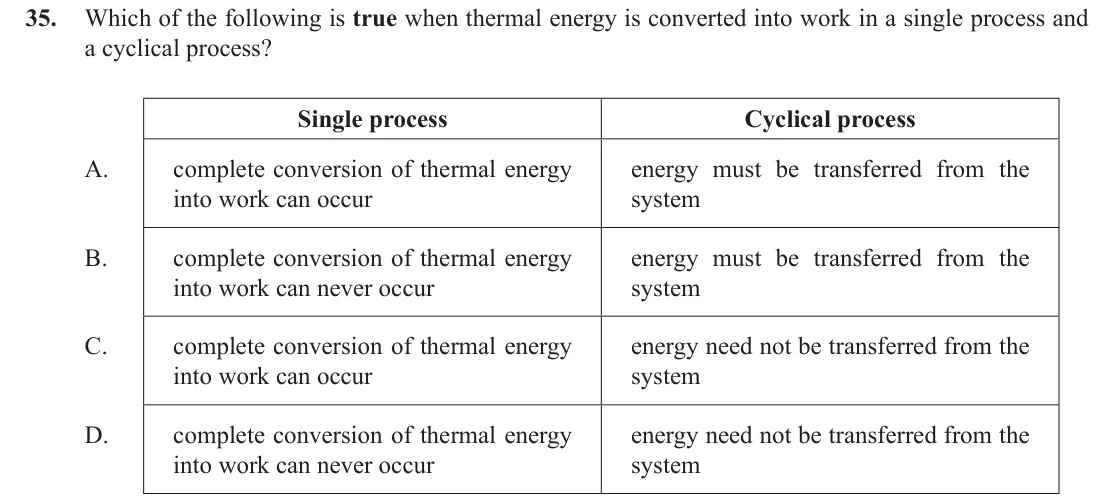 35. Which of the following is true when thermal energy is converted into work in a single process and
a cyclical process?
Single process Cyclical process
A. complete conversion of thermal energy energy must be transferred from the
into work can occur system
B. complete conversion of thermal energy energy must be transferred from the
into work can never occur system
C. complete conversion of thermal energy energy need not be transferred from the
into work can occur system
D. complete conversion of thermal energy energy need not be transferred from the
into work can never occur system